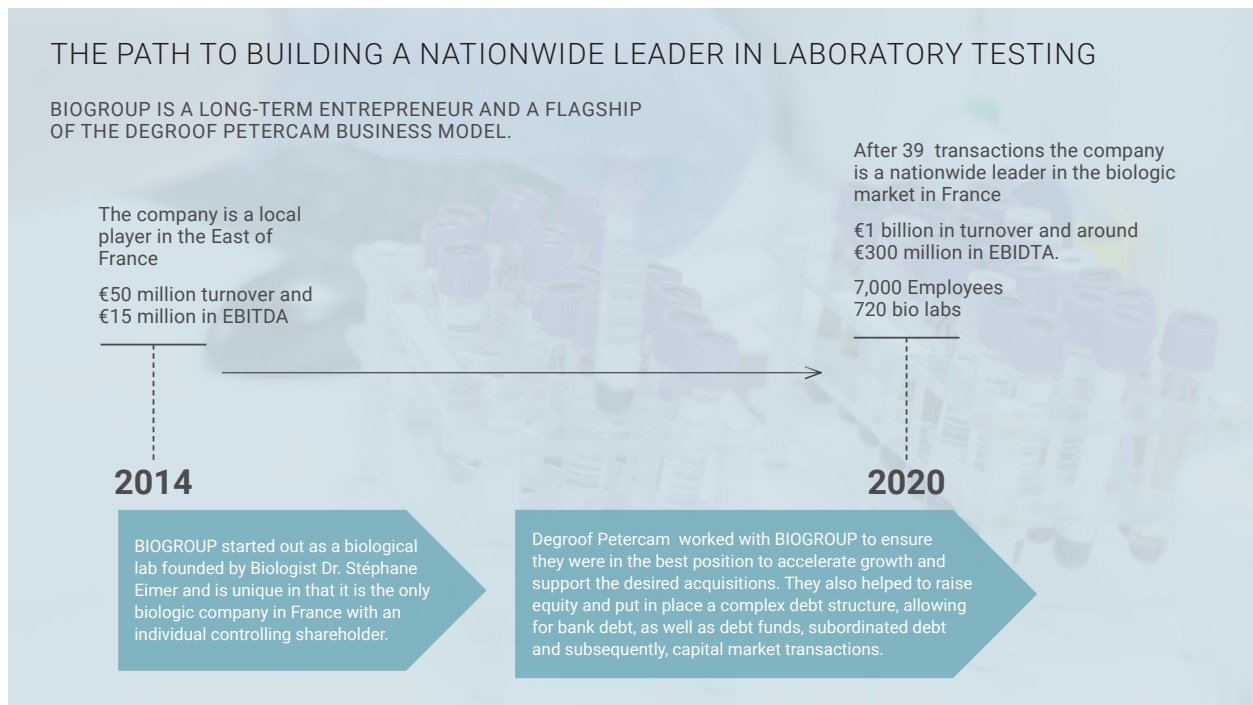 THE PATH TO BUILDING A NATIONWIDE LEADER IN LABORATORY TESTING
BIOGROUP IS A LONG-TERM ENTREPRENEUR AND A FLAGSHIP
OF THE DEGROOF PETERCAM BUSINESS MODEL.
The company is a local
player in the East of
France
€50 million turnover and
€15 million in EBITDA
2014
After 39 transactions the company
is a nationwide leader in the biologic
market in France
€1 billion in turnover and around
€300 million in EBIDTA.
7,000 Employees
720 bio labs
2020
BIOGROUP started out as a biological
lab founded by Biologist Dr. Stéphane
Eimer and is unique in that it is the only
biologic company in France with an
individual controlling shareholder.
Degroof Petercam worked with BIOGROUP to ensure
they were in the best position to accelerate growth and
support the desired acquisitions. They also helped to raise
equity and put in place a complex debt structure, allowing
for bank debt, as well as debt funds, subordinated debt
and subsequently, capital market transactions.